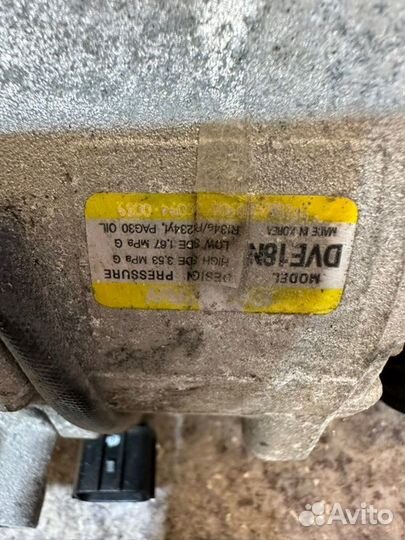 MODEL
DVE18N
MADE IN KOREA
DESIGN PRESSURE
HIGH SIDE 3.53 MPa G
LOW SIDE 1.67 MPa G
R134a/R234yf, PAG30 OIL
Avito